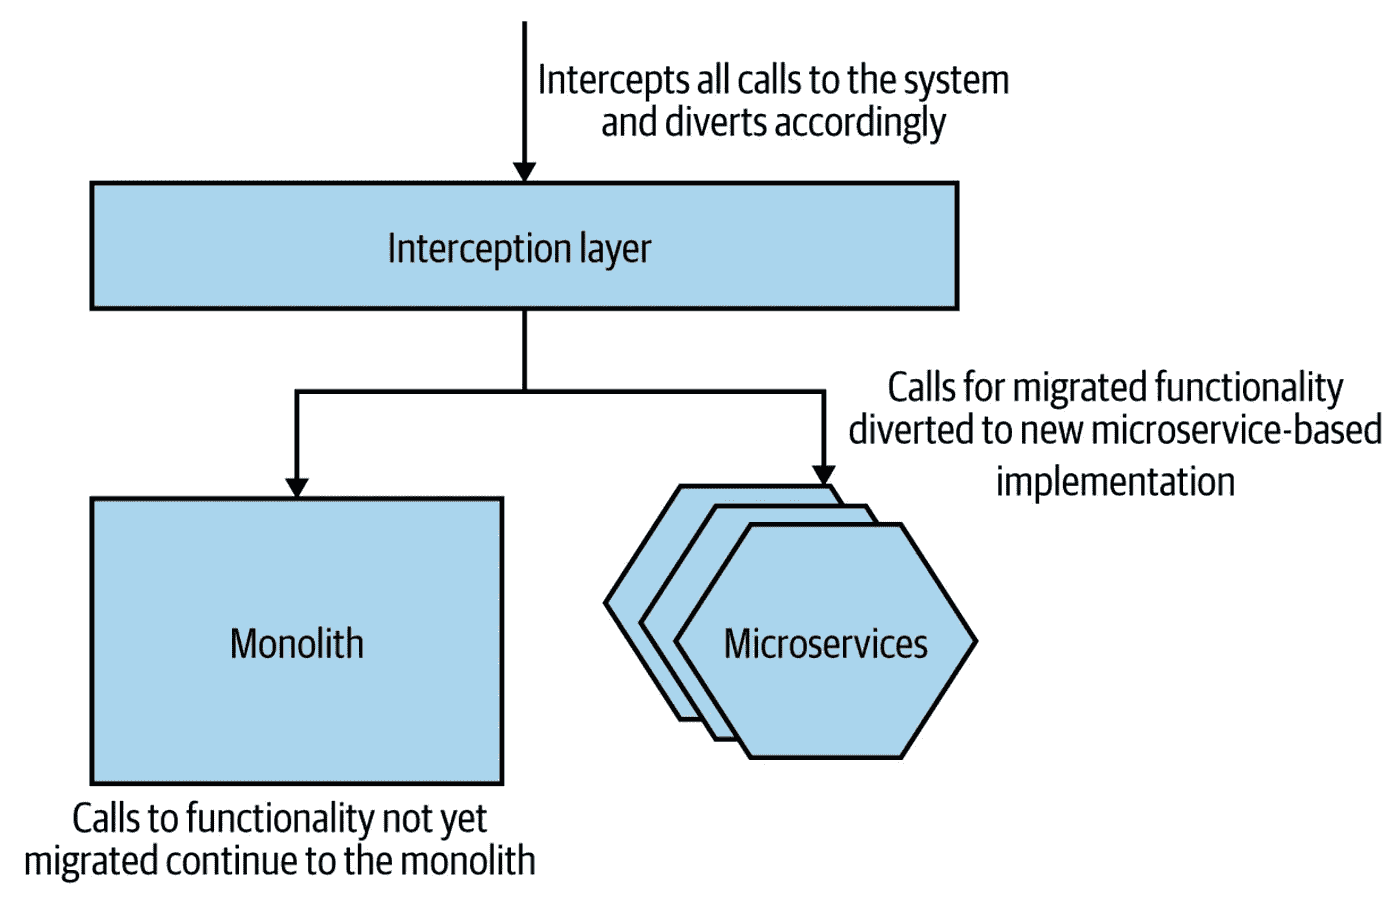 Intercepts all calls to the system
and diverts accordingly
Interception layer
Calls for migrated functionality
diverted to new microservice-based
implementation
Monolith
Microservices
Calls to functionality not yet
migrated continue to the monolith